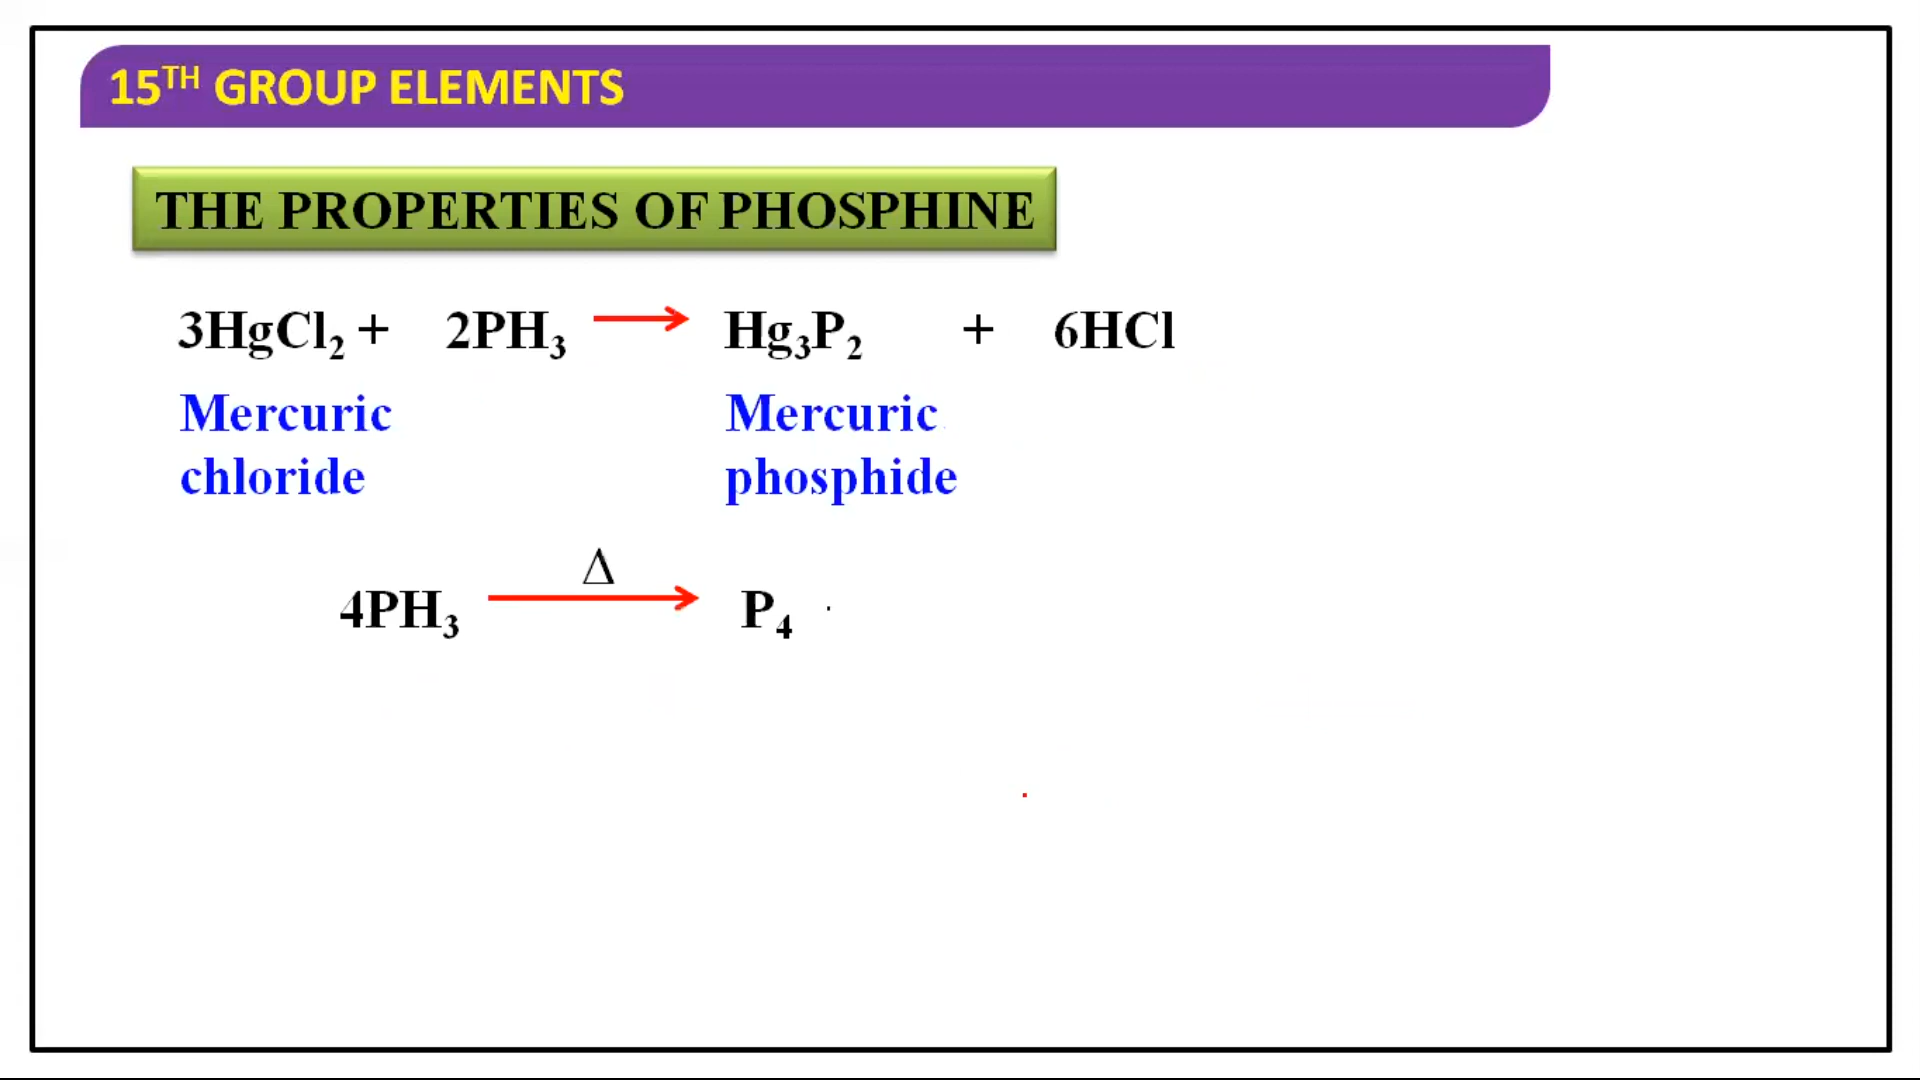 15TH GROUP ELEMENTS
THE PROPERTIES OF PHOSPHINE
3HgCl₂ + 2PH₃ → Hg₃P₂ + 6HCl
Mercuric Mercuric
chloride phosphide
Δ
4PH₃ → P₄